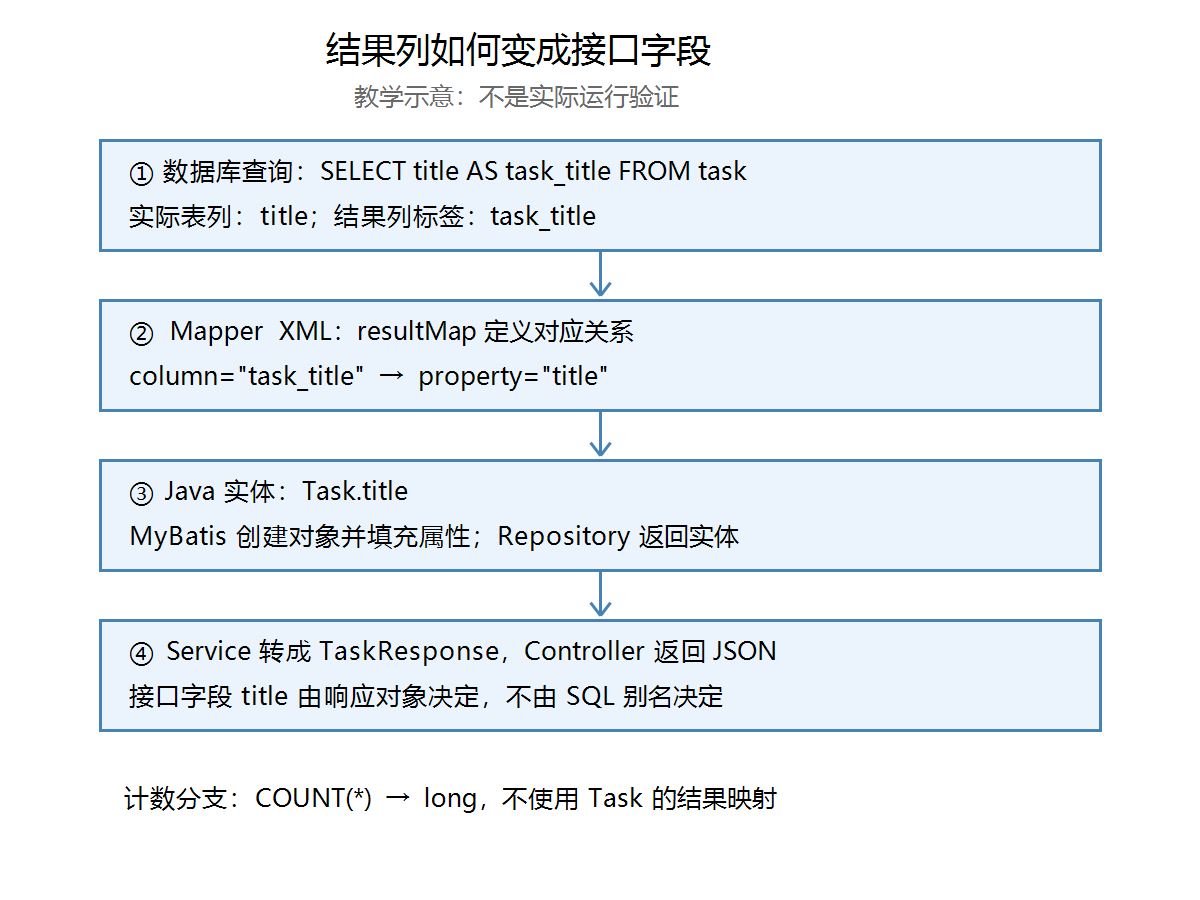 结果列如何变成接口字段
教学示意：不是实际运行验证
① 数据库查询：SELECT title AS task_title FROM task
实际表列：title；结果列标签：task_title
② Mapper XML：resultMap 定义对应关系
column="task_title" → property="title"
③ Java 实体：Task.title
MyBatis 创建对象并填充属性；Repository 返回实体
④ Service 转成 TaskResponse，Controller 返回 JSON
接口字段 title 由响应对象决定，不由 SQL 别名决定
计数分支：COUNT(*) → long，不使用 Task 的结果映射